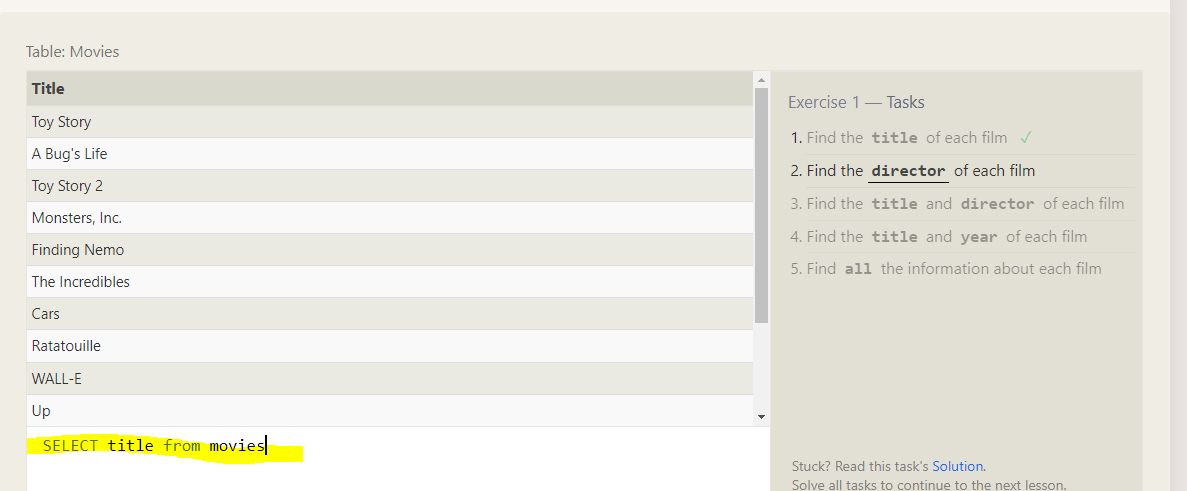 Table: Movies
Title
Toy Story
A Bug's Life
Toy Story 2
Monsters, Inc.
Finding Nemo
The Incredibles
Cars
Ratatouille
WALL-E
Up
SELECT title from movies
Exercise 1 — Tasks
1. Find the title of each film ✓
2. Find the director of each film
3. Find the title and director of each film
4. Find the title and year of each film
5. Find all the information about each film
Stuck? Read this task's Solution.
Solve all tasks to continue to the next lesson.